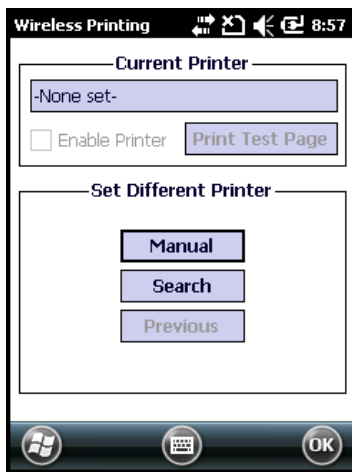 Wireless Printing 8:57
Current Printer
-None set-
Enable Printer Print Test Page
Set Different Printer
Manual
Search
Previous
OK